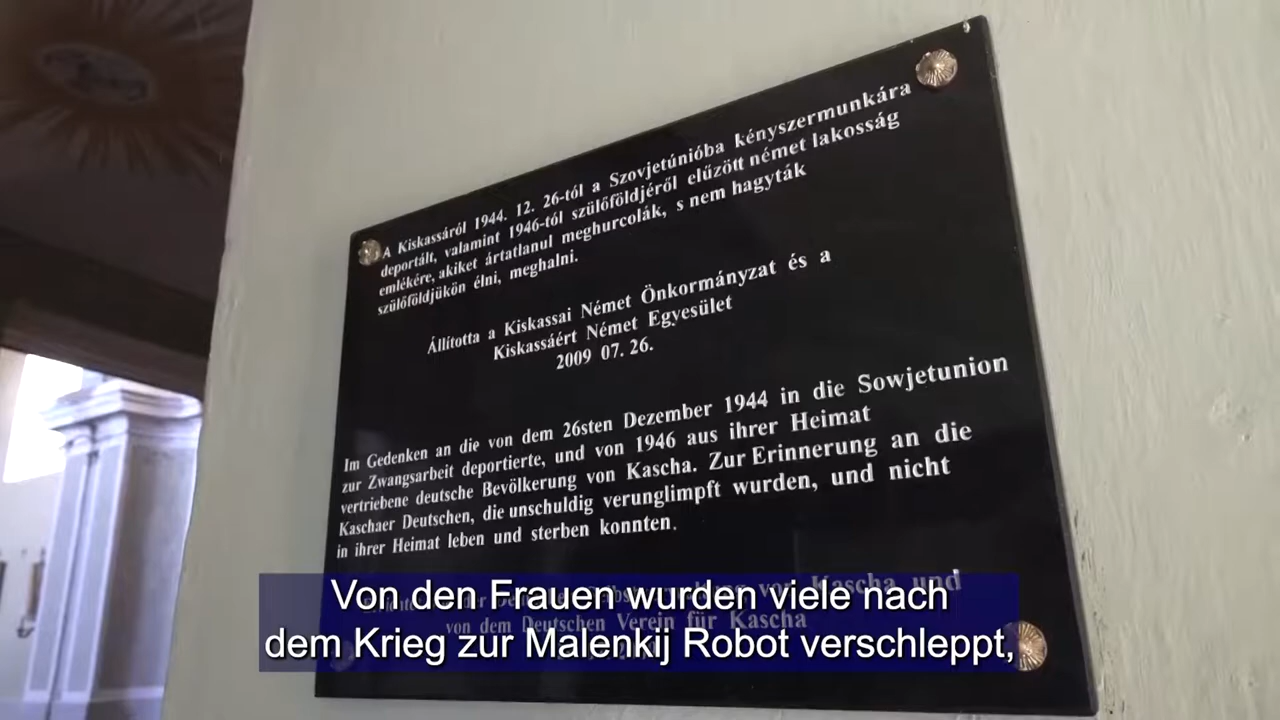 A Kiskassáról 1944. 12. 26-tól a Szovjetúnióba kényszermunkára
deportált, valamint 1946-tól szülőföldjéről elűzött német lakosság
emlékére, akiket ártatlanul meghurcolák, s nem hagyták
szülőföldjükön élni, meghalni.
Állította a Kiskassai Német Önkormányzat és a
Kiskassáért Német Egyesület
2009 07. 26.
Im Gedenken an die von dem 26sten Dezember 1944 in die Sowjetunion
zur Zwangsarbeit deportierte, und von 1946 aus ihrer Heimat
vertriebene deutsche Bevölkerung von Kascha. Zur Erinnerung an die
Kaschaer Deutschen, die unschuldig verunglimpft wurden, und nicht
in ihrer Heimat leben und sterben konnten.
von Kascha und
von dem Deutschen Verein für Kascha
Von den Frauen wurden viele nach
dem Krieg zur Malenkij Robot verschleppt,